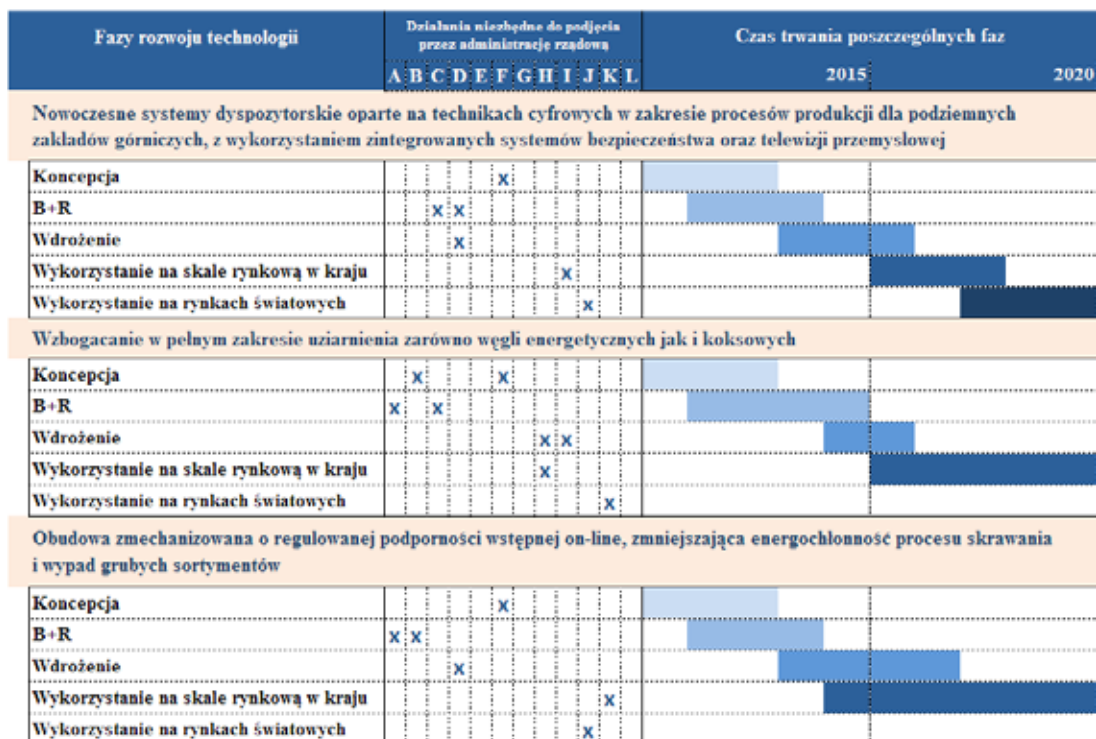 Fazy rozwoju technologii
Działania niezbędne do podjęcia
przez administrację rządową
Czas trwania poszczególnych faz
A B C D E F G H I J K L
2015
2020
Nowoczesne systemy dyspozytorskie oparte na technikach cyfrowych w zakresie procesów produkcji dla podziemnych
zakładów górniczych, z wykorzystaniem zintegrowanych systemów bezpieczeństwa oraz telewizji przemysłowej
Koncepcja x
B+R x x
Wdrożenie x
Wykorzystanie na skale rynkową w kraju x
Wykorzystanie na rynkach światowych x
Wzbogacanie w pełnym zakresie uziarnienia zarówno węgli energetycznych jak i koksowych
Koncepcja x x
B+R x x
Wdrożenie x x
Wykorzystanie na skale rynkową w kraju x
Wykorzystanie na rynkach światowych x
Obudowa zmechanizowana o regulowanej podporności wstępnej on-line, zmniejszająca energochłonność procesu skrawania
i wypad grubych sortymentów
Koncepcja x
B+R x x
Wdrożenie x
Wykorzystanie na skale rynkową w kraju x
Wykorzystanie na rynkach światowych x